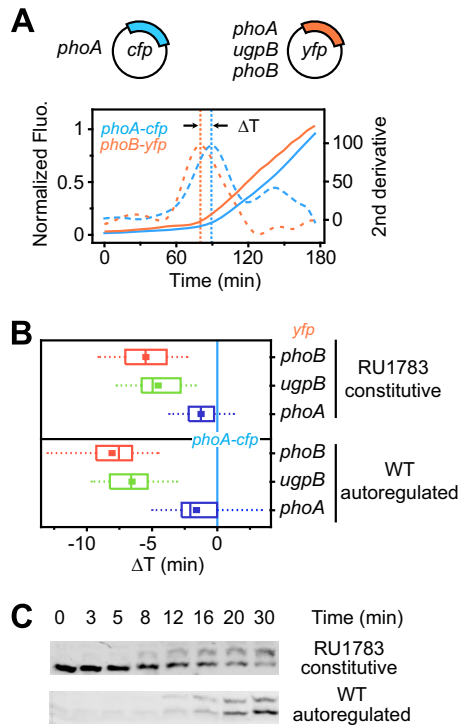 A
phoA
cfp
phoA
ugpB
phoB
yfp
phoA-cfp
phoB-yfp
ΔT
Normalized Fluo.
1
0.5
0
2nd derivative
100
50
0
0 60 120 180
Time (min)
B
yfp
phoB
ugpB
phoA
RU1783
constitutive
phoA-cfp
phoB
ugpB
phoA
WT
autoregulated
-10 -5 0
ΔT (min)
C
0 3 5 8 12 16 20 30 Time (min)
RU1783
constitutive
WT
autoregulated